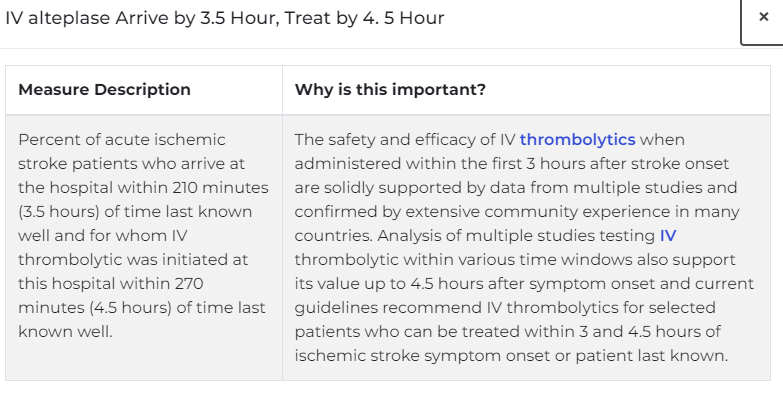 IV alteplase Arrive by 3.5 Hour, Treat by 4. 5 Hour
×
Measure Description
Why is this important?
Percent of acute ischemic
stroke patients who arrive at
the hospital within 210 minutes
(3.5 hours) of time last known
well and for whom IV
thrombolytic was initiated at
this hospital within 270
minutes (4.5 hours) of time last
known well.
The safety and efficacy of IV thrombolytics when
administered within the first 3 hours after stroke onset
are solidly supported by data from multiple studies and
confirmed by extensive community experience in many
countries. Analysis of multiple studies testing IV
thrombolytic within various time windows also support
its value up to 4.5 hours after symptom onset and current
guidelines recommend IV thrombolytics for selected
patients who can be treated within 3 and 4.5 hours of
ischemic stroke symptom onset or patient last known.